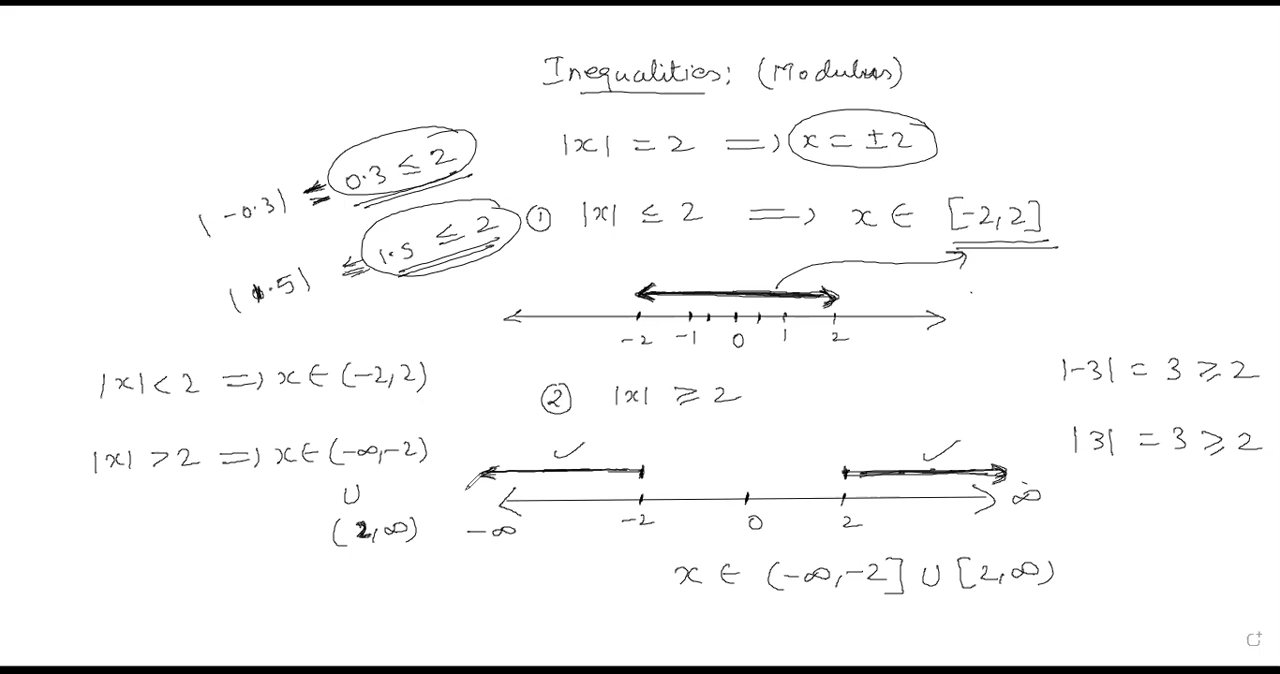 Inequalities: (Modulus)
|x| = 2 => x = ±2
|-0.3| = 0.3 ≤ 2
① |x| ≤ 2 => x ∈ [-2, 2]
|1.5| = 1.5 ≤ 2
-2 -1 0 1 2
|x| < 2 => x ∈ (-2, 2)
② |x| ≥ 2
|-3| = 3 ≥ 2
|x| > 2 => x ∈ (-∞, -2)
∪
(2, ∞)
|3| = 3 ≥ 2
-∞ -2 0 2 ∞
x ∈ (-∞, -2] ∪ [2, ∞)